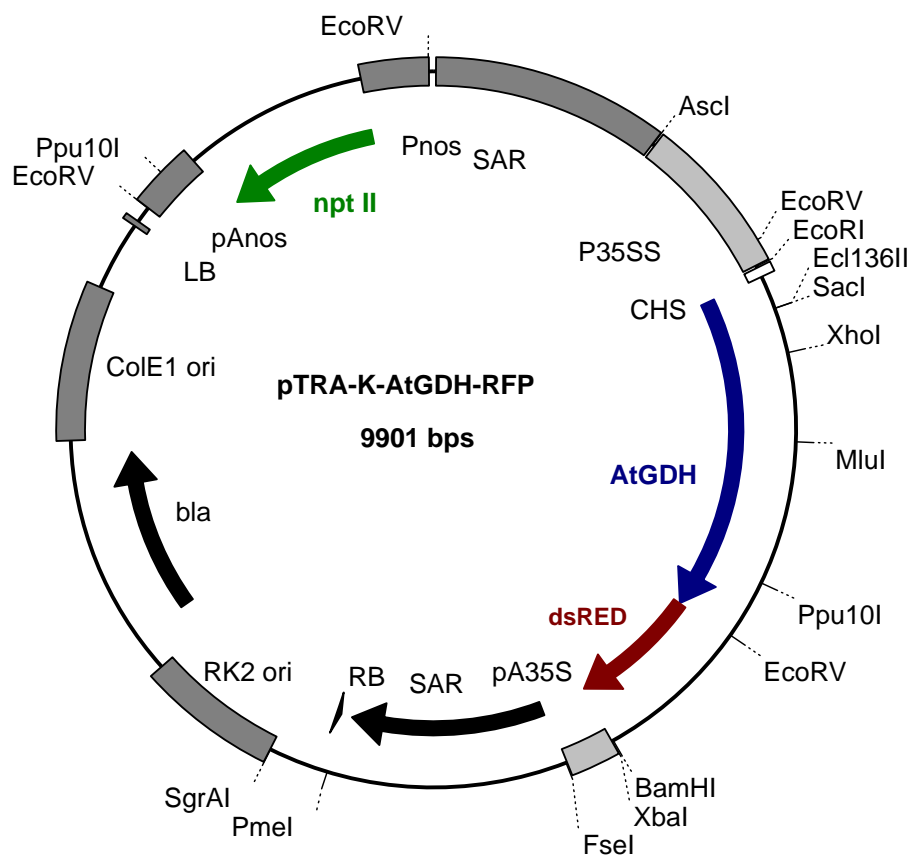 EcoRV
AscI
Ppu10I
EcoRV
Pnos
SAR
npt II
EcoRV
EcoRI
pAnos
P35SS
Ecl136II
LB
SacI
CHS
XhoI
ColE1 ori
pTRA-K-AtGDH-RFP
9901 bps
MluI
AtGDH
bla
dsRED
Ppu10I
EcoRV
RK2 ori
RB
SAR
pA35S
BamHI
SgrAI
XbaI
PmeI
FseI